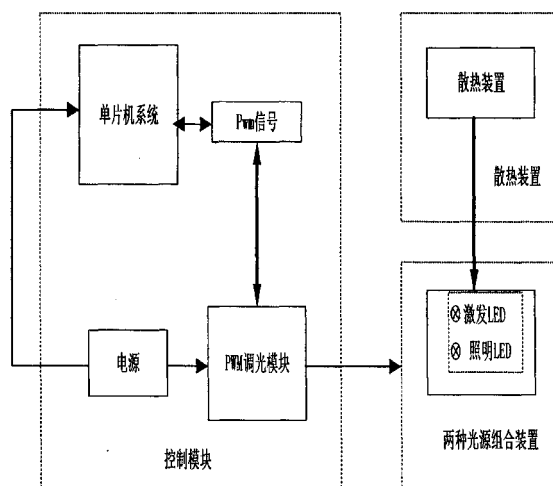 单片机系统
Pwm信号
散热装置
散热装置
激发LED
照明LED
电源
PWM调光模块
控制模块
两种光源组合装置